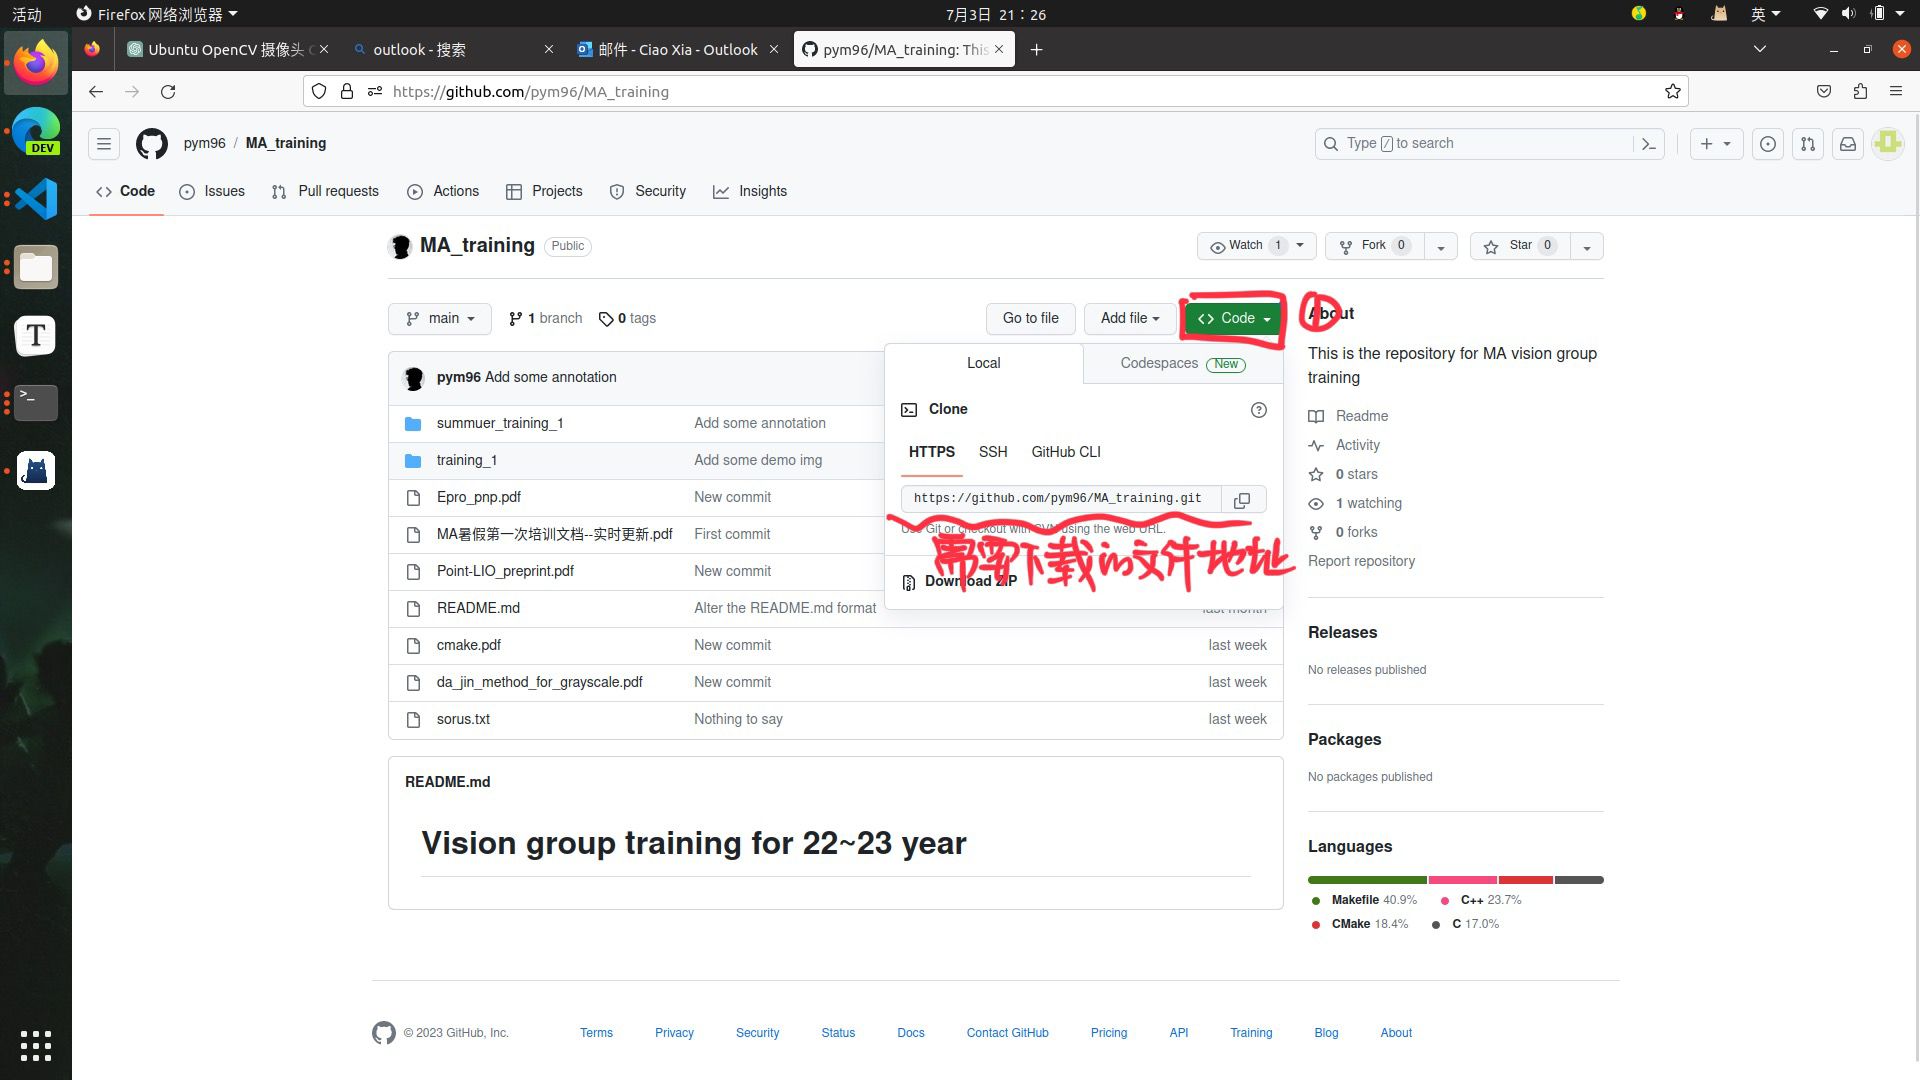 活动
Firefox 网络浏览器
7月3日 21：26
英
Ubuntu OpenCV 摄像头
outlook - 搜索
邮件 - Ciao Xia - Outlook
pym96/MA_training: This
https://github.com/pym96/MA_training
DEV
pym96 / MA_training
Type / to search
Code
Issues
Pull requests
Actions
Projects
Security
Insights
MA_training
Public
Watch 1
Fork 0
Star 0
main
1 branch
0 tags
Go to file
Add file
<> Code
①
About
This is the repository for MA vision group
training
Readme
Activity
0 stars
1 watching
0 forks
Report repository
Local
Codespaces New
Clone
HTTPS
SSH
GitHub CLI
https://github.com/pym96/MA_training.git
Use Git or checkout with SVN using the web URL.
需要下载的文件地址
Download ZIP
pym96 Add some annotation
summuer_training_1 Add some annotation
training_1 Add some demo img
Epro_pnp.pdf New commit
MA暑假第一次培训文档--实时更新.pdf First commit
Point-LIO_preprint.pdf New commit
README.md Alter the README.md format last month
cmake.pdf New commit last week
da_jin_method_for_grayscale.pdf New commit last week
sorus.txt Nothing to say last week
Releases
No releases published
Packages
No packages published
Languages
Makefile 40.9% C++ 23.7%
CMake 18.4% C 17.0%
README.md
Vision group training for 22~23 year
© 2023 GitHub, Inc.
Terms
Privacy
Security
Status
Docs
Contact GitHub
Pricing
API
Training
Blog
About